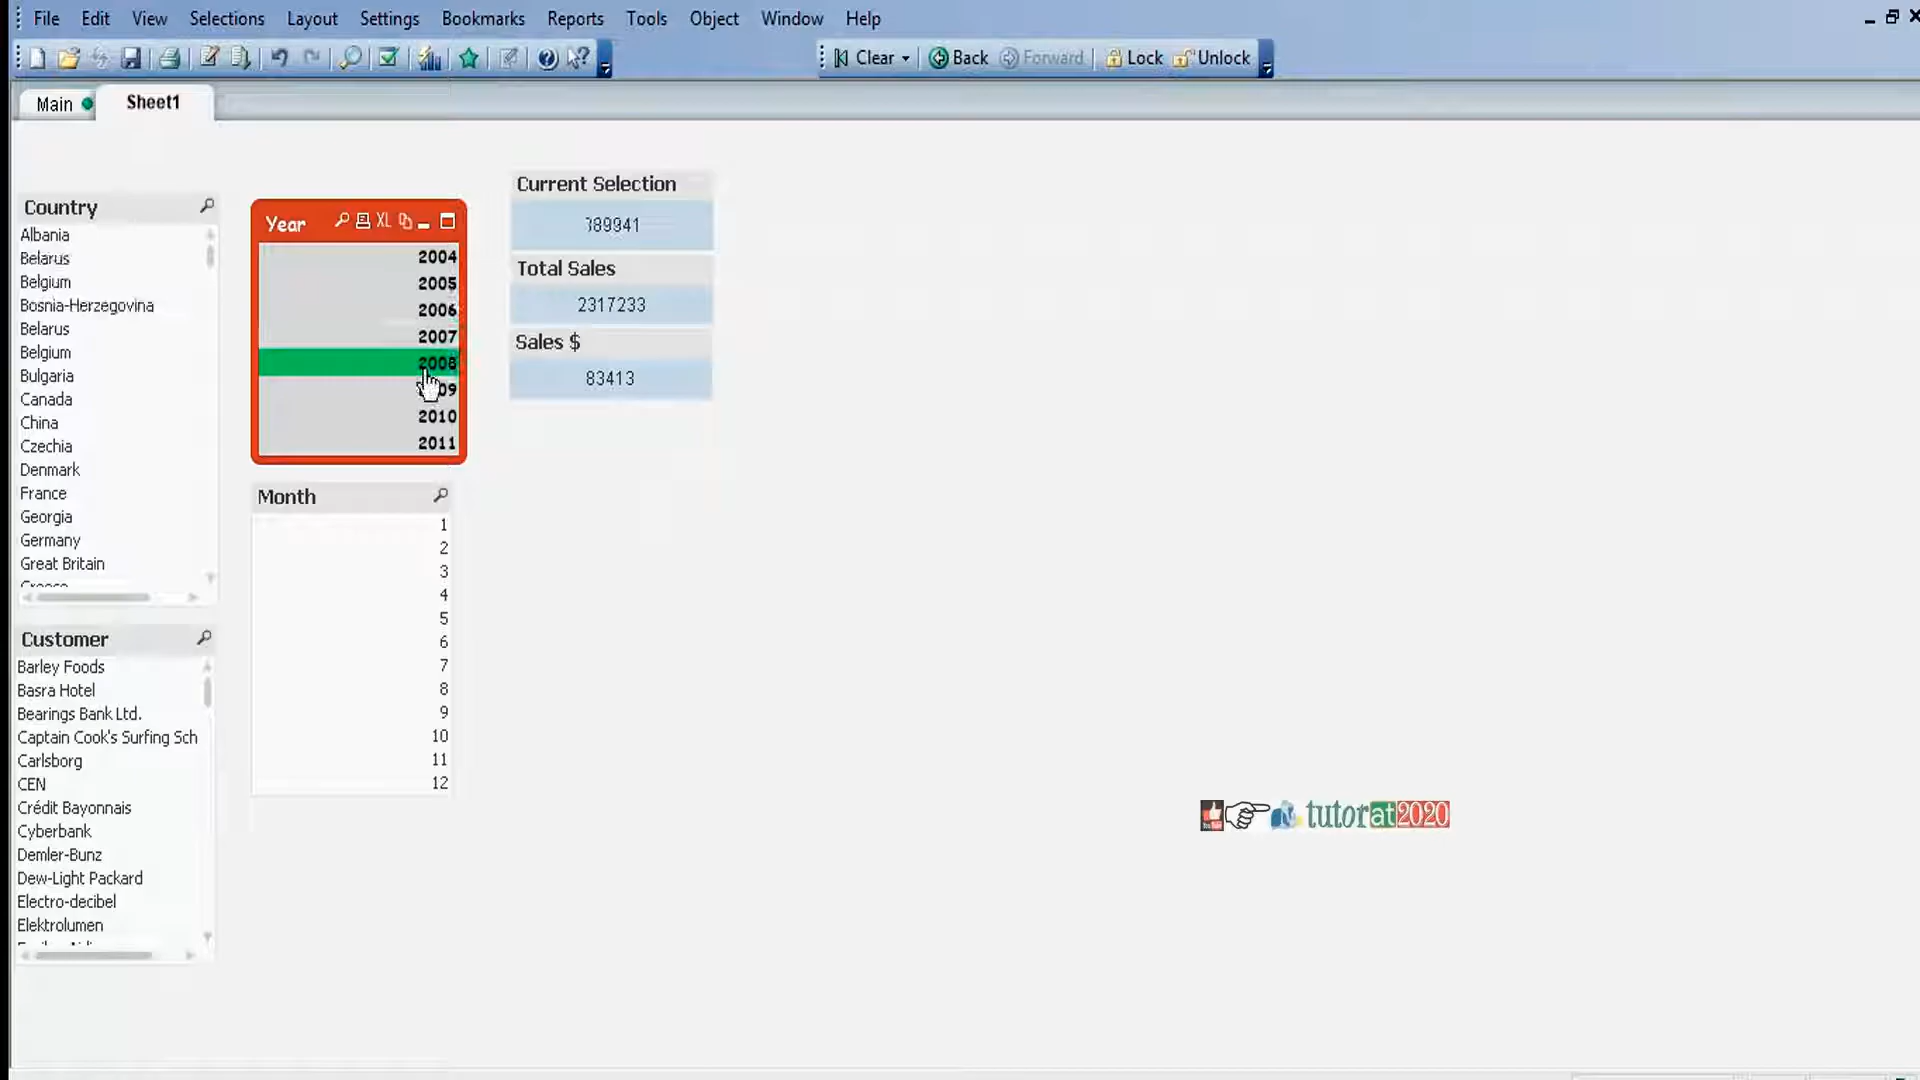 File Edit View Selections Layout Settings Bookmarks Reports Tools Object Window Help
Clear Back Forward Lock Unlock
Main Sheet1
Country
Albania
Belarus
Belgium
Bosnia-Herzegovina
Belarus
Belgium
Bulgaria
Canada
China
Czechia
Denmark
France
Georgia
Germany
Great Britain
Customer
Barley Foods
Basra Hotel
Bearings Bank Ltd.
Captain Cook's Surfing Sch
Carlsborg
CEN
Crédit Bayonnais
Cyberbank
Demler-Bunz
Dew-Light Packard
Electro-decibel
Elektrolumen
Year XL
2004
2005
2006
2007
2008
2010
2011
Month
1
2
3
4
5
6
7
8
9
10
11
12
Current Selection
389941
Total Sales
2317233
Sales $
83413
tutorat2020